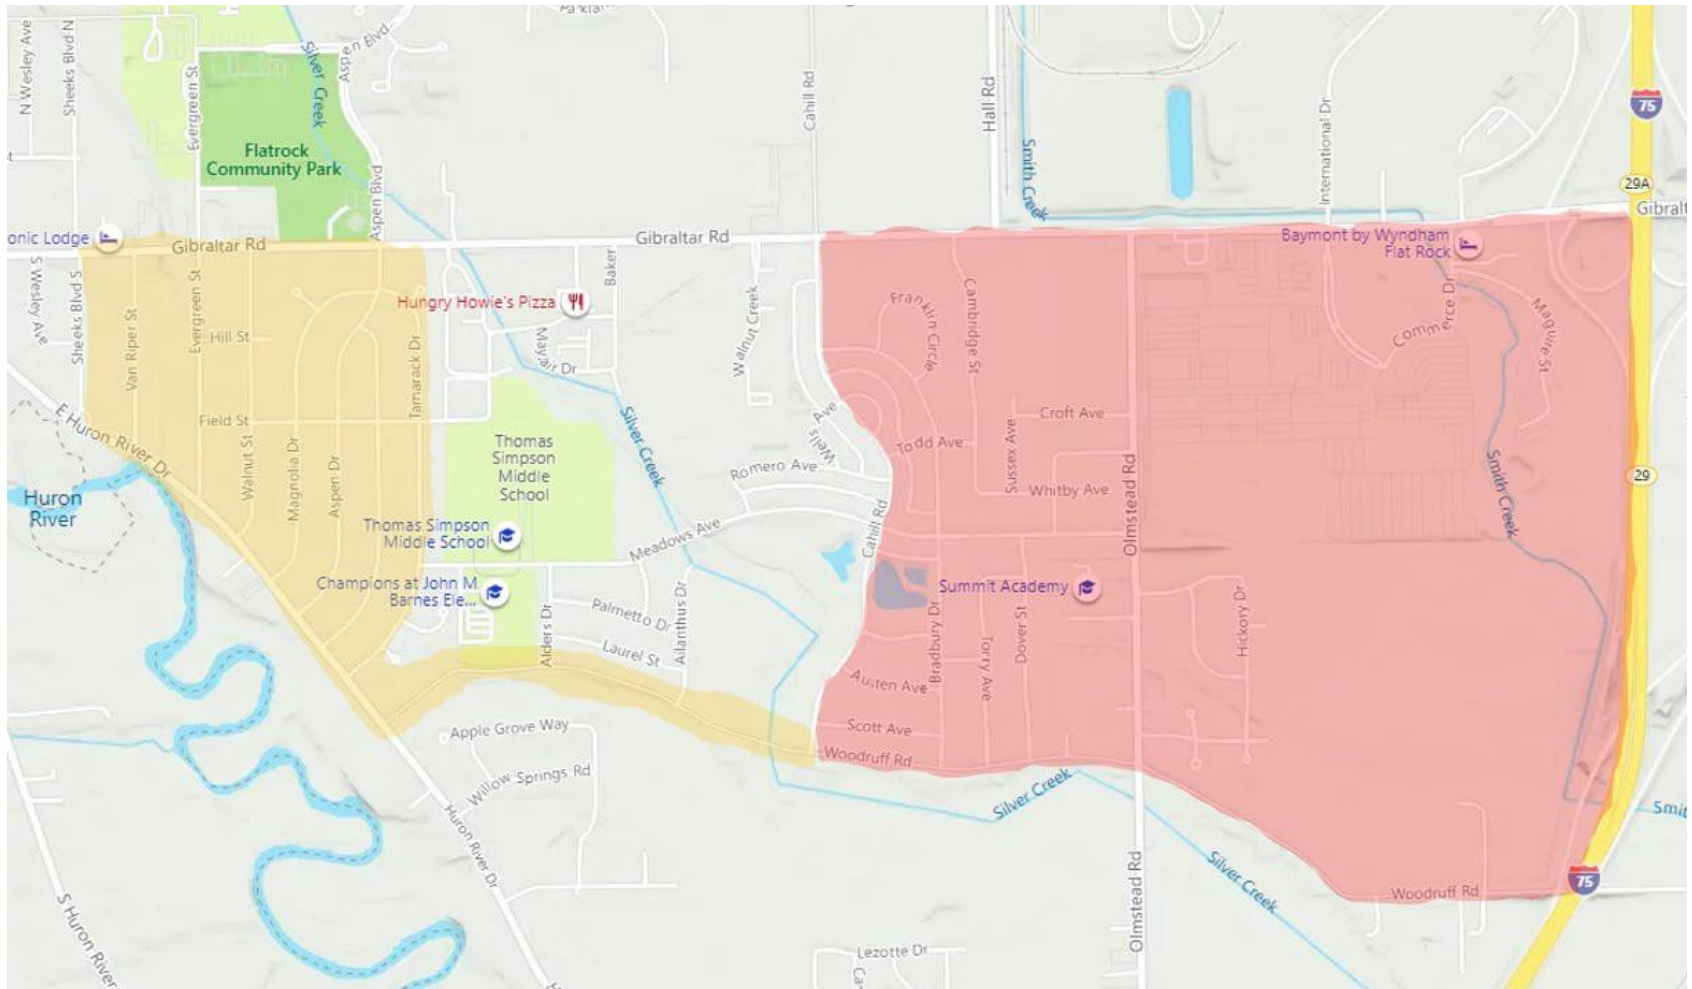 Parkla
N Wesley Ave
Sheeks Blvd N
Evergreen St
Silver
Creek
Aspen Blvd
Cahill Rd
Hall Rd
Smith Creek
International Dr
75
29A
Flatrock
Community Park
Aspen Blvd
onic Lodge
Gibraltar Rd
Gibraltar Rd
Gibralt
Baymont by Wyndham
Flat Rock
S Wesley Ave
Sheeks Blvd S
Van Riper St
Evergreen St
Hill St
Tamarack Dr
Hungry Howie's Pizza
Baker
Mayfair Dr
Walnut Creek
Franklin Circle
Cambridge St
Commerce Dr
Maguire St
E Huron River Dr
Field St
Walnut St
Magnolia Dr
Aspen Dr
Thomas
Simpson
Middle
School
Silver Creek
Wells
Ave
Romero Ave
Todd Ave
Sussex Ave
Croft Ave
Whitby Ave
Olmstead Rd
Smith Creek
29
Huron
River
Thomas Simpson
Middle School
Meadows Ave
Cahill Rd
Champions at John M
Barnes Ele...
Summit Academy
Palmetto Dr
Alders Dr
Laurel St
Ailanthus Dr
Bradbury Dr
Torry Ave
Dover St
Hickory Dr
Austen Ave
Scott Ave
Woodruff Rd
Apple Grove Way
Willow Springs Rd
Silver Creek
Smit
Huron River Dr
S Huron River
Olmstead Rd
Silver Creek
Woodruff Rd
75
Lezotte Dr
Ca
H